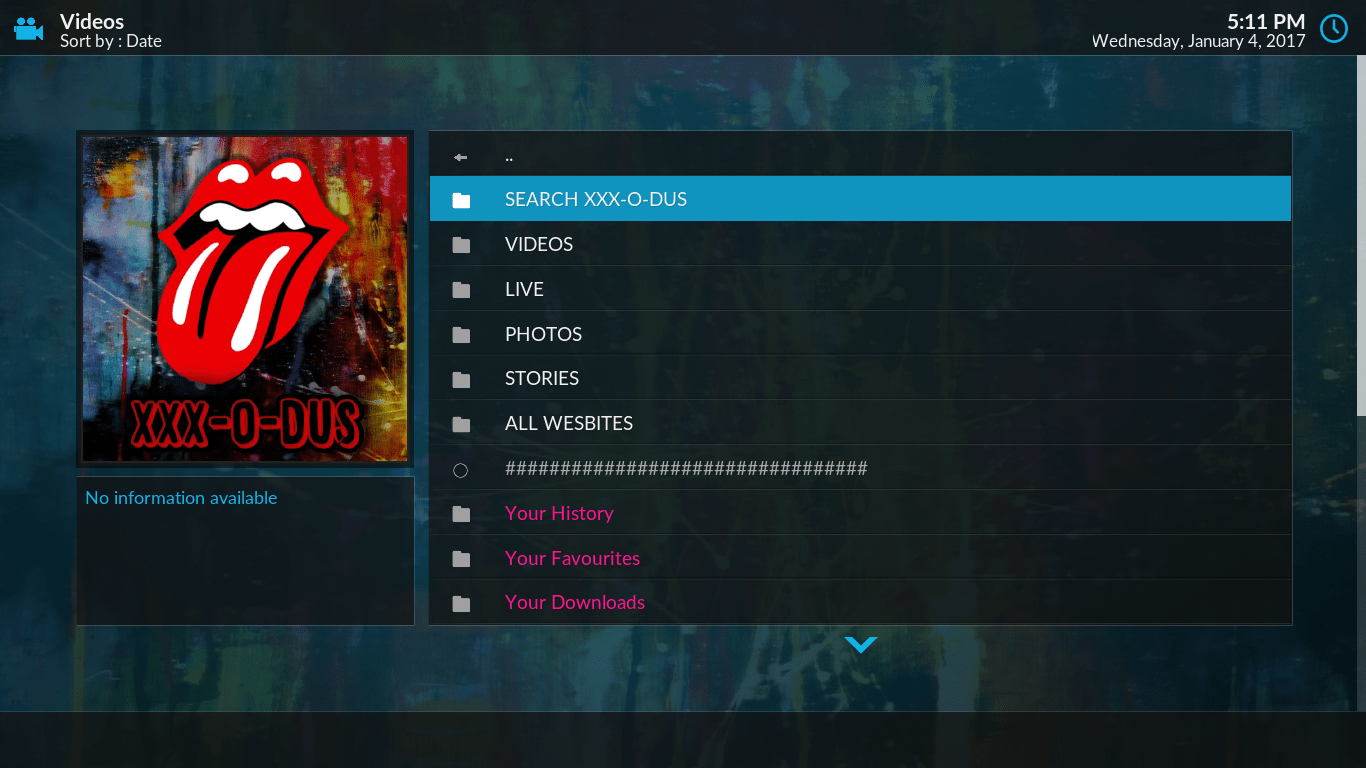 Videos
Sort by : Date
5:11 PM
Wednesday, January 4, 2017
XXX-O-DUS
No information available
..
SEARCH XXX-O-DUS
VIDEOS
LIVE
PHOTOS
STORIES
ALL WESBITES
#################################
Your History
Your Favourites
Your Downloads